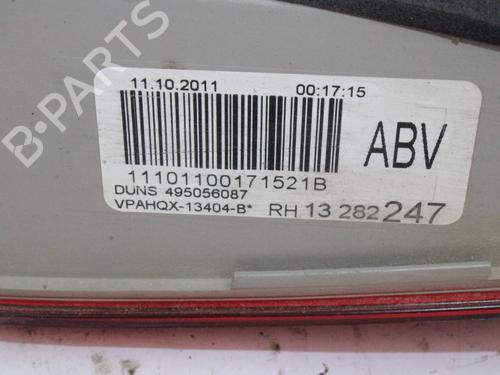 B-PARTS
11.10.2011 00:17:15
ABV
11101100171521B
DUNS 495056087
VPAHQX-13404-B* RH 13 282 247